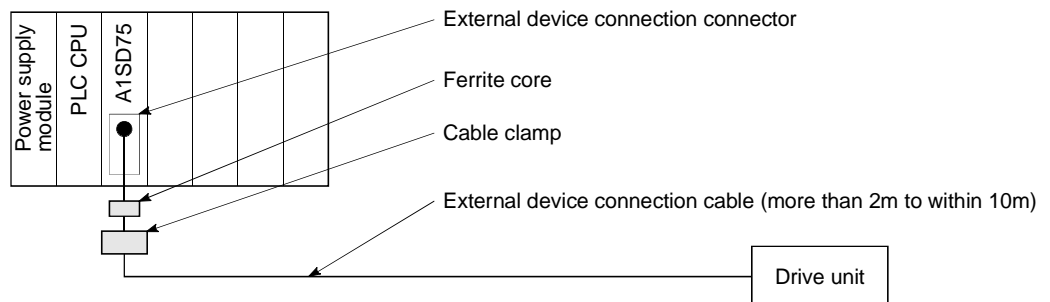 Power supply
module
PLC CPU
A1SD75
External device connection connector
Ferrite core
Cable clamp
External device connection cable (more than 2m to within 10m)
Drive unit